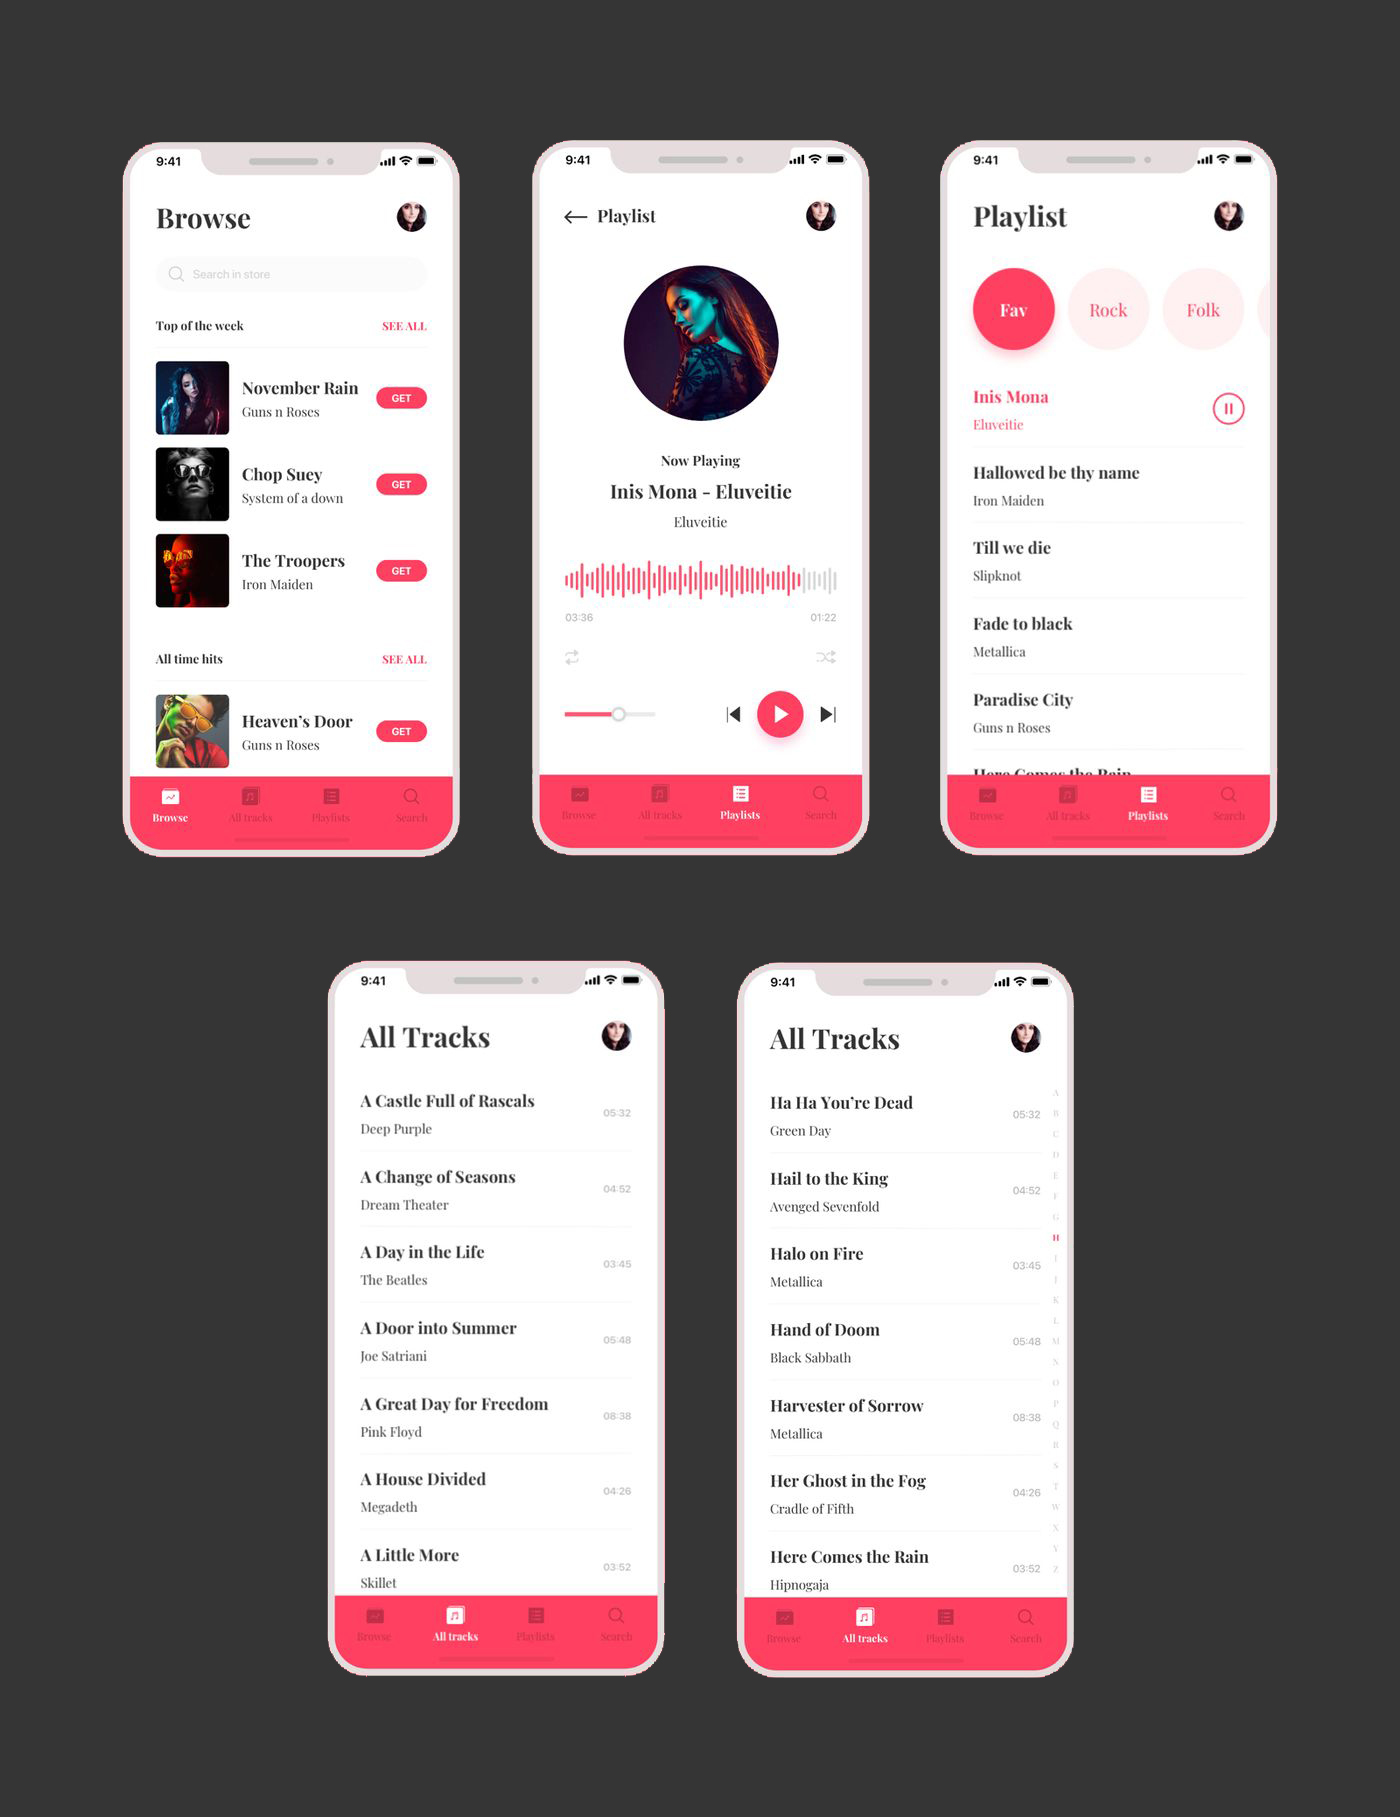 9:41
Browse
Search in store
Top of the week SEE ALL
November Rain
Guns n Roses
GET
Chop Suey
System of a down
GET
The Troopers
Iron Maiden
GET
All time hits SEE ALL
Heaven's Door
Guns n Roses
GET
Browse All tracks Playlists Search
9:41
Playlist
Now Playing
Inis Mona - Eluveitie
Eluveitie
03:36 01:22
Browse All tracks Playlists Search
9:41
Playlist
Fav Rock Folk
Inis Mona
Eluveitie
Hallowed be thy name
Iron Maiden
Till we die
Slipknot
Fade to black
Metallica
Paradise City
Guns n Roses
Here Comes the Rain
Browse All tracks Playlists Search
9:41
All Tracks
A Castle Full of Rascals
Deep Purple
05:32
A Change of Seasons
Dream Theater
04:52
A Day in the Life
The Beatles
03:45
A Door into Summer
Joe Satriani
05:48
A Great Day for Freedom
Pink Floyd
08:38
A House Divided
Megadeth
04:26
A Little More
Skillet
03:52
Browse All tracks Playlists Search
9:41
All Tracks
Ha Ha You're Dead
Green Day
05:32
Hail to the King
Avenged Sevenfold
04:52
Halo on Fire
Metallica
03:45
Hand of Doom
Black Sabbath
05:48
Harvester of Sorrow
Metallica
08:38
Her Ghost in the Fog
Cradle of Fifth
04:26
Here Comes the Rain
Hipnogaja
03:52
A
B
C
D
E
F
G
H
I
J
K
L
M
N
O
P
Q
R
S
T
W
X
Y
Z
Browse All tracks Playlists Search